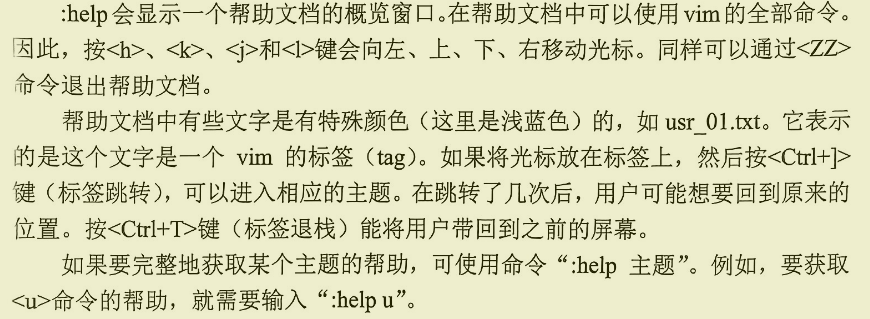 :help会显示一个帮助文档的概览窗口。在帮助文档中可以使用vim的全部命令。
因此，按<h>、<k>、<j>和<l>键会向左、上、下、右移动光标。同样可以通过<ZZ>
命令退出帮助文档。
帮助文档中有些文字是有特殊颜色（这里是浅蓝色）的，如 usr_01.txt。它表示
的是这个文字是一个 vim 的标签（tag）。如果将光标放在标签上，然后按<Ctrl+]>
键（标签跳转），可以进入相应的主题。在跳转了几次后，用户可能想要回到原来的
位置。按<Ctrl+T>键（标签退栈）能将用户带回到之前的屏幕。
如果要完整地获取某个主题的帮助，可使用命令“:help 主题”。例如，要获取
<u>命令的帮助，就需要输入“:help u”。